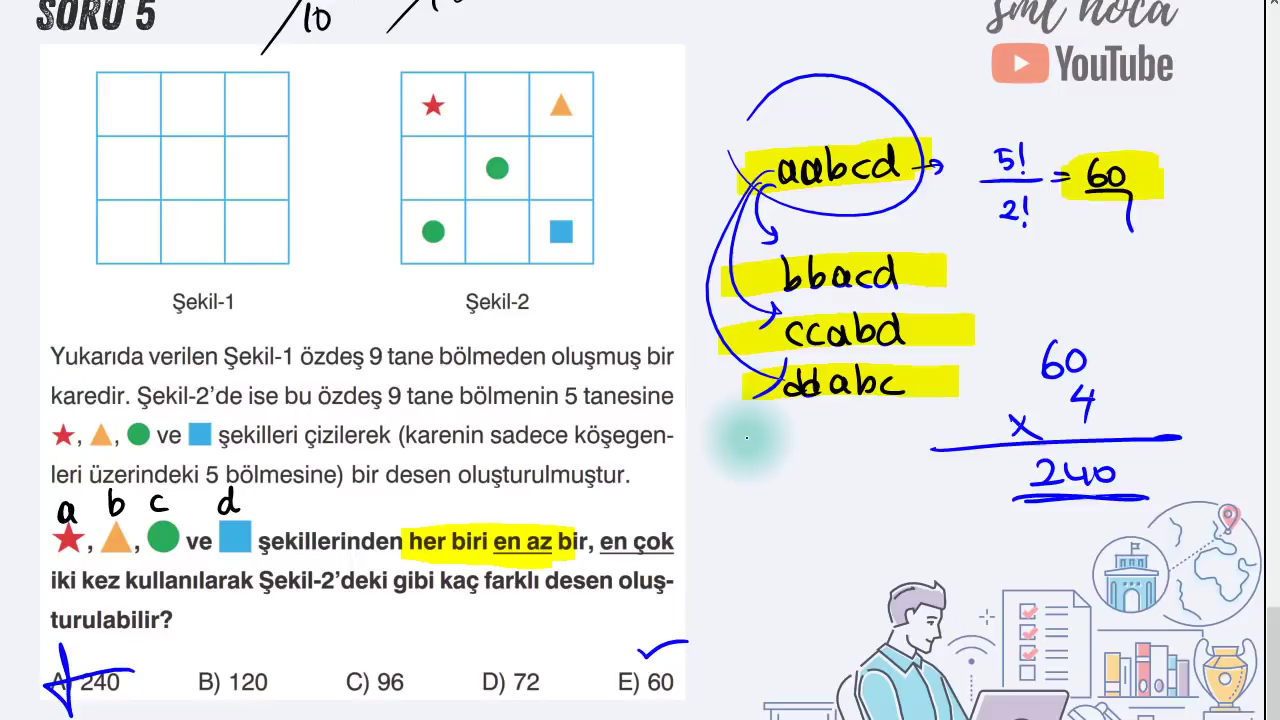 SORU 5
10
sml hoca
YouTube
Şekil-1
Şekil-2
Yukarıda verilen Şekil-1 özdeş 9 tane bölmeden oluşmuş bir
karedir. Şekil-2’de ise bu özdeş 9 tane bölmenin 5 tanesine
, , ve şekilleri çizilerek (karenin sadece köşegen-
leri üzerindeki 5 bölmesine) bir desen oluşturulmuştur.
a b c d
, , ve şekillerinden her biri en az bir, en çok
iki kez kullanılarak Şekil-2’deki gibi kaç farklı desen oluş-
turulabilir?
A) 240 B) 120 C) 96 D) 72 E) 60
aabcd → 5!/2! = 60
bbacd
ccabd
ddabc
60
x 4
240